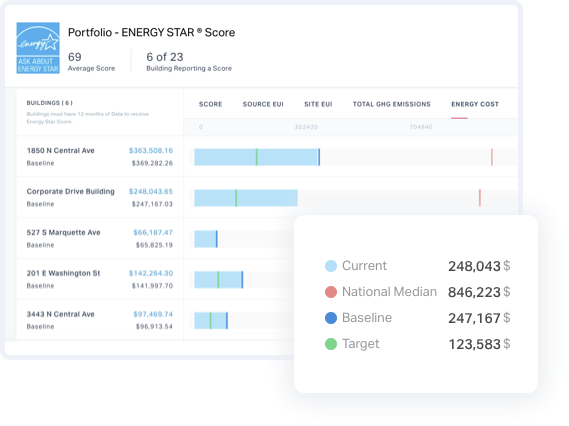 energy
ASK ABOUT
ENERGY STAR
Portfolio - ENERGY STAR ® Score
69
Average Score
6 of 23
Building Reporting a Score
BUILDINGS ( 6 )
Buildings must have 12 months of Data to receive
Energy Star Score
SCORE SOURCE EUI SITE EUI TOTAL GHG EMISSIONS ENERGY COST
0 352420 704840
1850 N Central Ave $363,508.16
Baseline $369,282.26
Corporate Drive Building $248,043.65
Baseline $247,167.03
527 S Marquette Ave $66,187.47
Baseline $65,825.19
201 E Washington St $142,264.30
Baseline $141,997.70
3443 N Central Ave $97,469.74
Baseline $96,913.54
Current 248,043 $
National Median 846,223 $
Baseline 247,167 $
Target 123,583 $